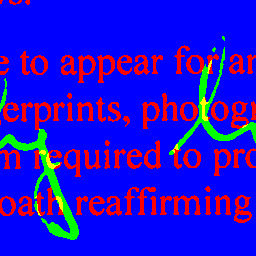 e to appear for an
erprints, photogr
m required to pro
oath reaffirming